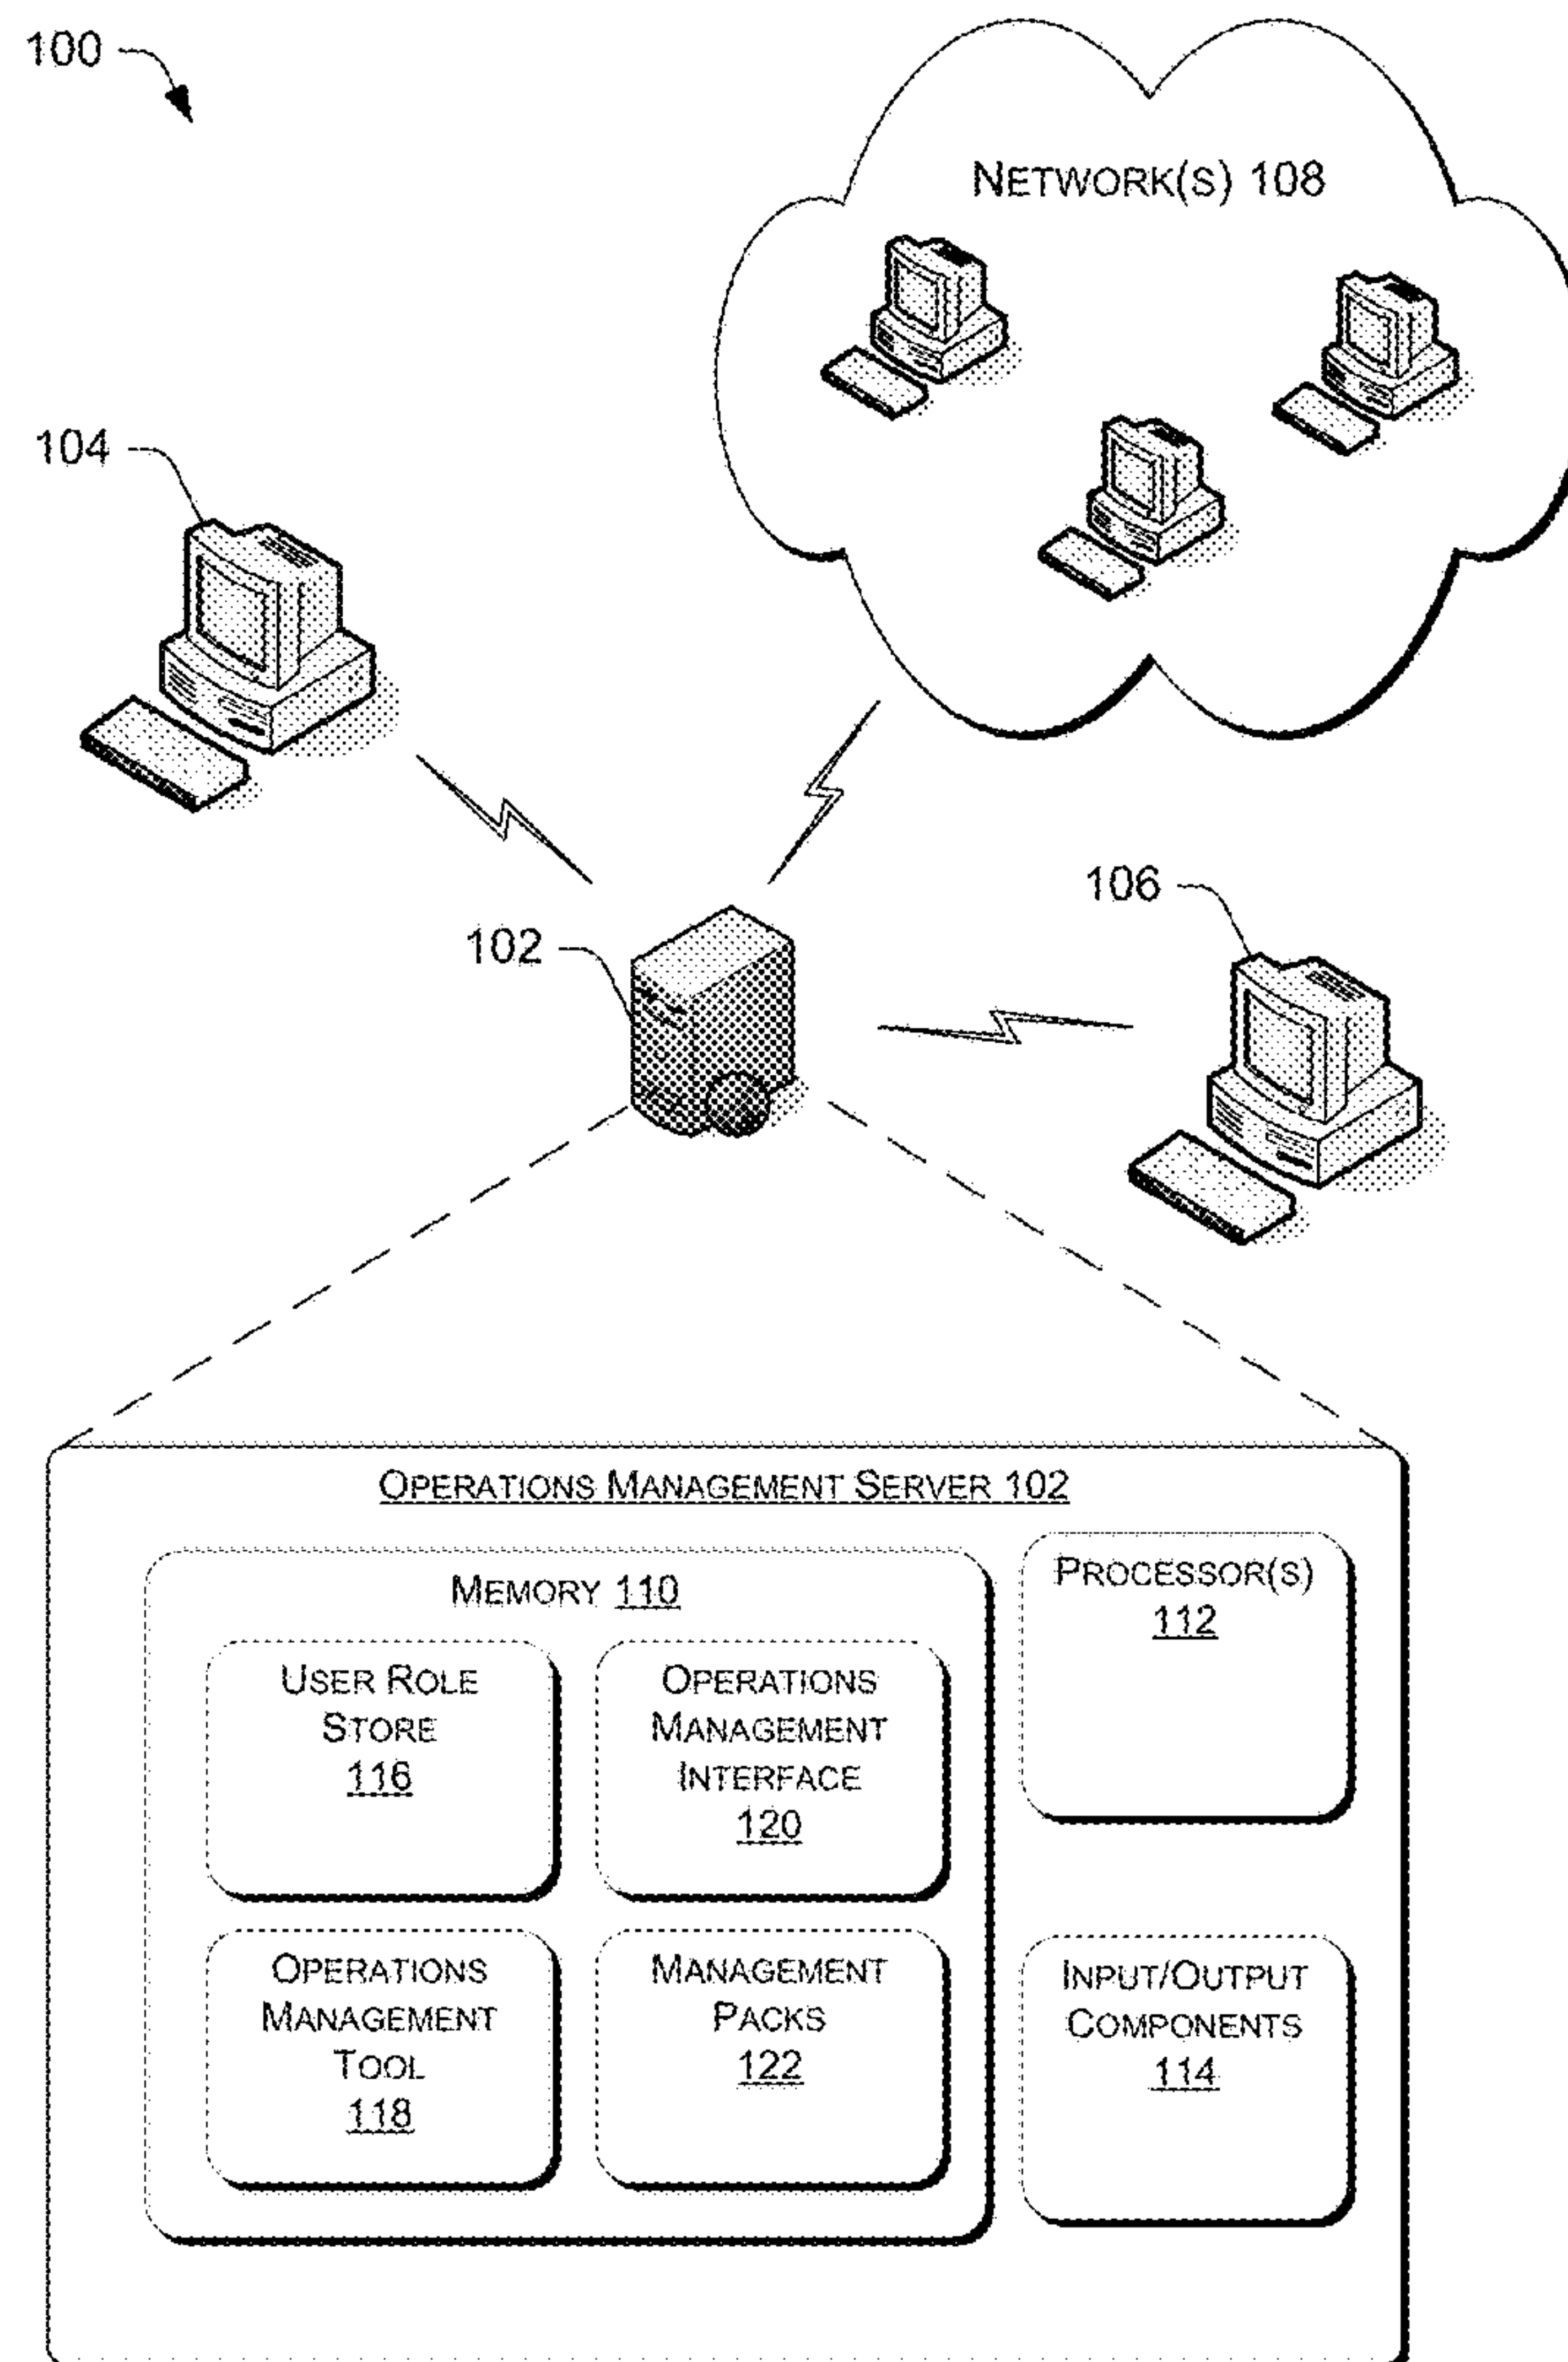 100
NETWORK(S) 108
104
106
102
OPERATIONS MANAGEMENT SERVER 102
MEMORY 110
PROCESSOR(S)
112
USER ROLE
STORE
116
OPERATIONS
MANAGEMENT
INTERFACE
120
OPERATIONS
MANAGEMENT
TOOL
118
MANAGEMENT
PACKS
122
INPUT/OUTPUT
COMPONENTS
114